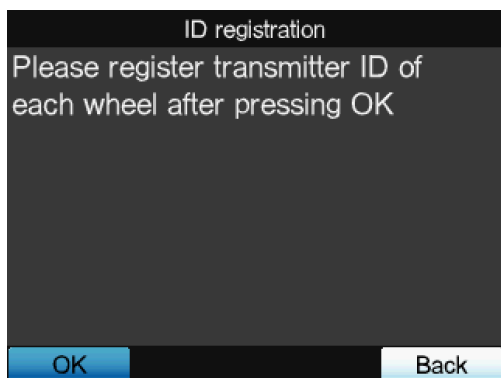 ID registration
Please register transmitter ID of
each wheel after pressing OK
OK
Back